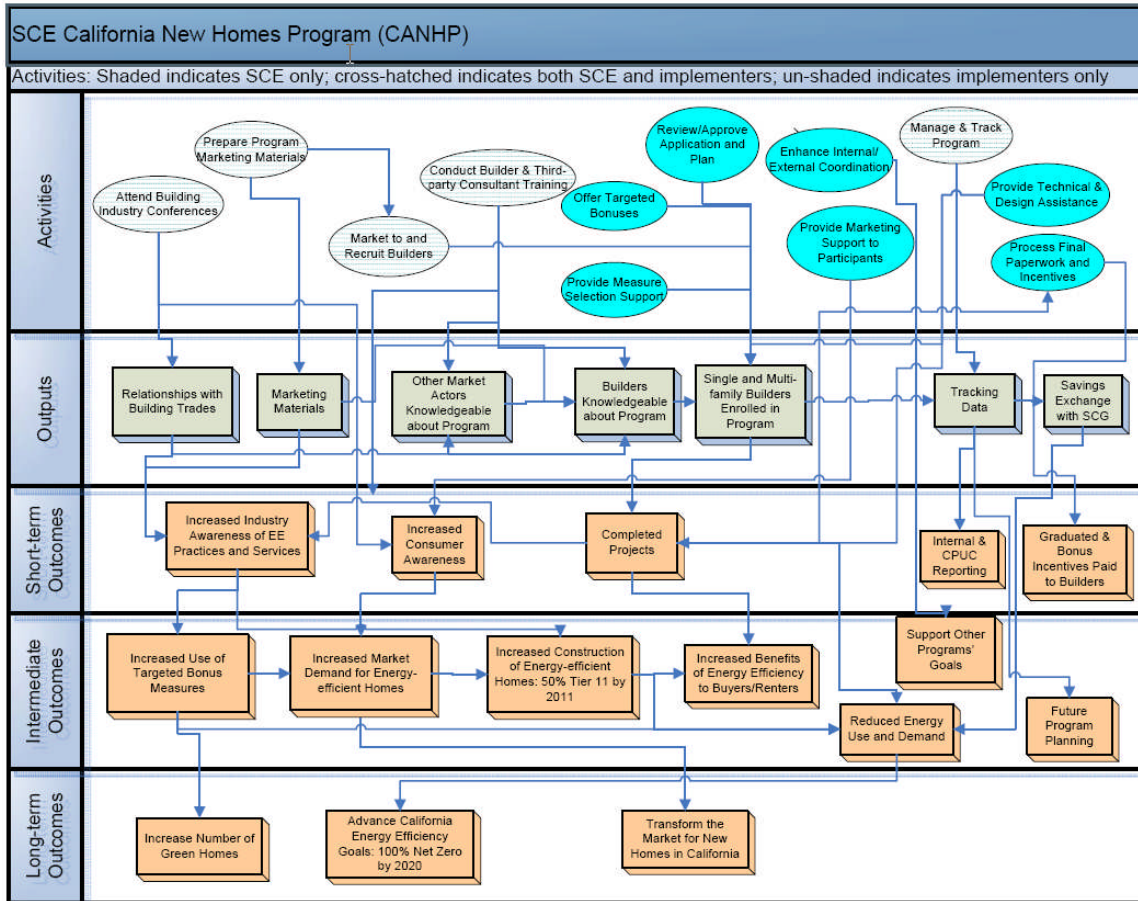 SCE California New Homes Program (CANHP)
Activities: Shaded indicates SCE only; cross-hatched indicates both SCE and implementers; un-shaded indicates implementers only
Activities
Prepare Program
Marketing Materials
Attend Building
Industry Conferences
Conduct Builder & Third-
party Consultant Training
Market to and
Recruit Builders
Review/Approve
Application and
Plan
Offer Targeted
Bonuses
Provide Measure
Selection Support
Enhance Internal/
External Coordination
Provide Marketing
Support to
Participants
Manage & Track
Program
Provide Technical &
Design Assistance
Process Final
Paperwork and
Incentives
Outputs
Relationships with
Building Trades
Marketing
Materials
Other Market
Actors
Knowledgeable
about Program
Builders
Knowledgeable
about Program
Single and Multi-
family Builders
Enrolled in
Program
Tracking
Data
Savings
Exchange
with SCG
Short-term
Outcomes
Increased Industry
Awareness of EE
Practices and Services
Increased
Consumer
Awareness
Completed
Projects
Internal &
CPUC
Reporting
Graduated &
Bonus
Incentives Paid
to Builders
Intermediate
Outcomes
Increased Use of
Targeted Bonus
Measures
Increased Market
Demand for Energy-
efficient Homes
Increased Construction
of Energy-efficient
Homes: 50% Tier 11 by
2011
Increased Benefits
of Energy Efficiency
to Buyers/Renters
Support Other
Programs'
Goals
Reduced Energy
Use and Demand
Future
Program
Planning
Long-term
Outcomes
Increase Number of
Green Homes
Advance California
Energy Efficiency
Goals: 100% Net Zero
by 2020
Transform the
Market for New
Homes in California